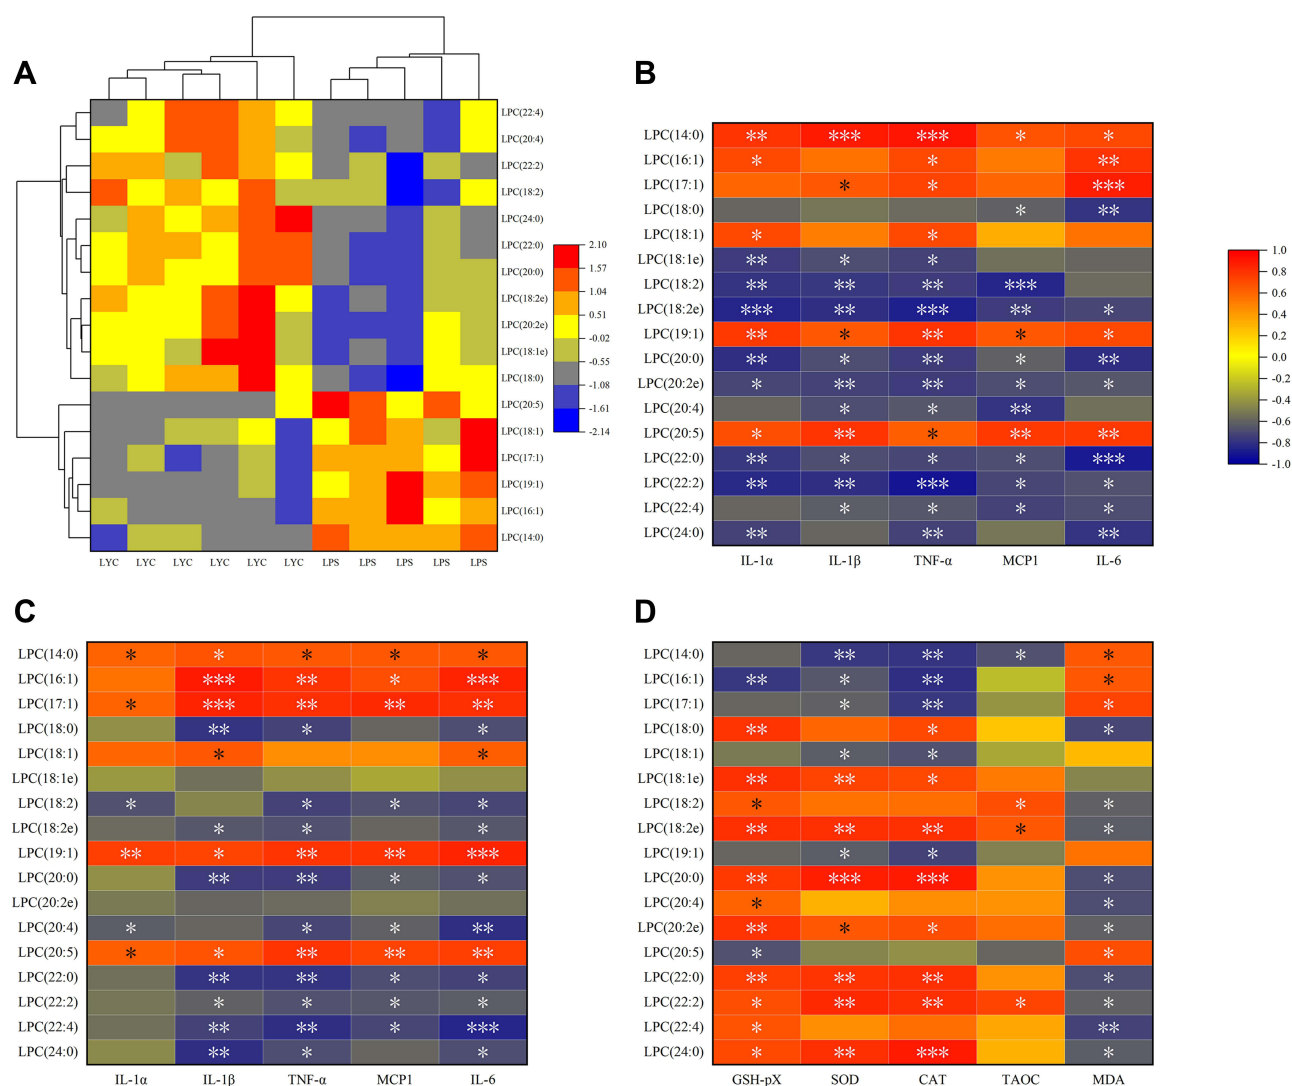 A
LPC(22:4)
LPC(20:4)
LPC(22:2)
LPC(18:2)
LPC(24:0)
LPC(22:0)
LPC(20:0)
LPC(18:2e)
LPC(20:2e)
LPC(18:1e)
LPC(18:0)
LPC(20:5)
LPC(18:1)
LPC(17:1)
LPC(19:1)
LPC(16:1)
LPC(14:0)
LYC LYC LYC LYC LYC LYC LPS LPS LPS LPS LPS
2.10
1.57
1.04
0.51
-0.02
-0.55
-1.08
-1.61
-2.14
B
LPC(14:0) ** *** *** * *
LPC(16:1) * * **
LPC(17:1) * * ***
LPC(18:0) * **
LPC(18:1) * *
LPC(18:1e) ** * *
LPC(18:2) ** ** ** ***
LPC(18:2e) *** ** *** ** *
LPC(19:1) ** * ** * *
LPC(20:0) ** * ** * **
LPC(20:2e) * ** ** * *
LPC(20:4) * * **
LPC(20:5) * ** * ** **
LPC(22:0) ** * * * ***
LPC(22:2) ** ** *** * *
LPC(22:4) * * * *
LPC(24:0) ** ** **
IL-1α IL-1β TNF-α MCP1 IL-6
1.0
0.8
0.6
0.4
0.2
0.0
-0.2
-0.4
-0.6
-0.8
-1.0
C
LPC(14:0) * * * * *
LPC(16:1) *** ** * ***
LPC(17:1) * *** ** ** **
LPC(18:0) ** * *
LPC(18:1) * *
LPC(18:1e)
LPC(18:2) * * * *
LPC(18:2e) * * *
LPC(19:1) ** * ** ** ***
LPC(20:0) ** ** * *
LPC(20:2e)
LPC(20:4) * * * **
LPC(20:5) * * ** ** **
LPC(22:0) ** ** * *
LPC(22:2) * * * *
LPC(22:4) ** ** * ***
LPC(24:0) ** * *
IL-1α IL-1β TNF-α MCP1 IL-6
D
LPC(14:0) ** ** * *
LPC(16:1) ** * ** *
LPC(17:1) * ** *
LPC(18:0) ** * *
LPC(18:1) * *
LPC(18:1e) ** ** *
LPC(18:2) * * *
LPC(18:2e) ** ** ** * *
LPC(19:1) * *
LPC(20:0) ** *** *** *
LPC(20:4) * *
LPC(20:2e) ** * * *
LPC(20:5) * *
LPC(22:0) ** ** ** *
LPC(22:2) * ** ** * *
LPC(22:4) * **
LPC(24:0) * ** *** *
GSH-pX SOD CAT TAOC MDA